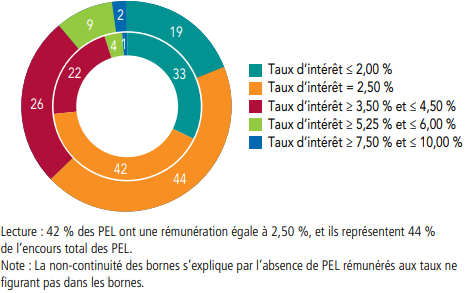 2
9
19
4
1
33
22
26
42
44
Taux d’intérêt ≤ 2,00 %
Taux d’intérêt = 2,50 %
Taux d’intérêt ≥ 3,50 % et ≤ 4,50 %
Taux d’intérêt ≥ 5,25 % et ≤ 6,00 %
Taux d’intérêt ≥ 7,50 % et ≤ 10,00 %
Lecture : 42 % des PEL ont une rémunération égale à 2,50 %, et ils représentent 44 %
de l’encours total des PEL.
Note : La non-continuité des bornes s’explique par l’absence de PEL rémunérés aux taux ne
figurant pas dans les bornes.